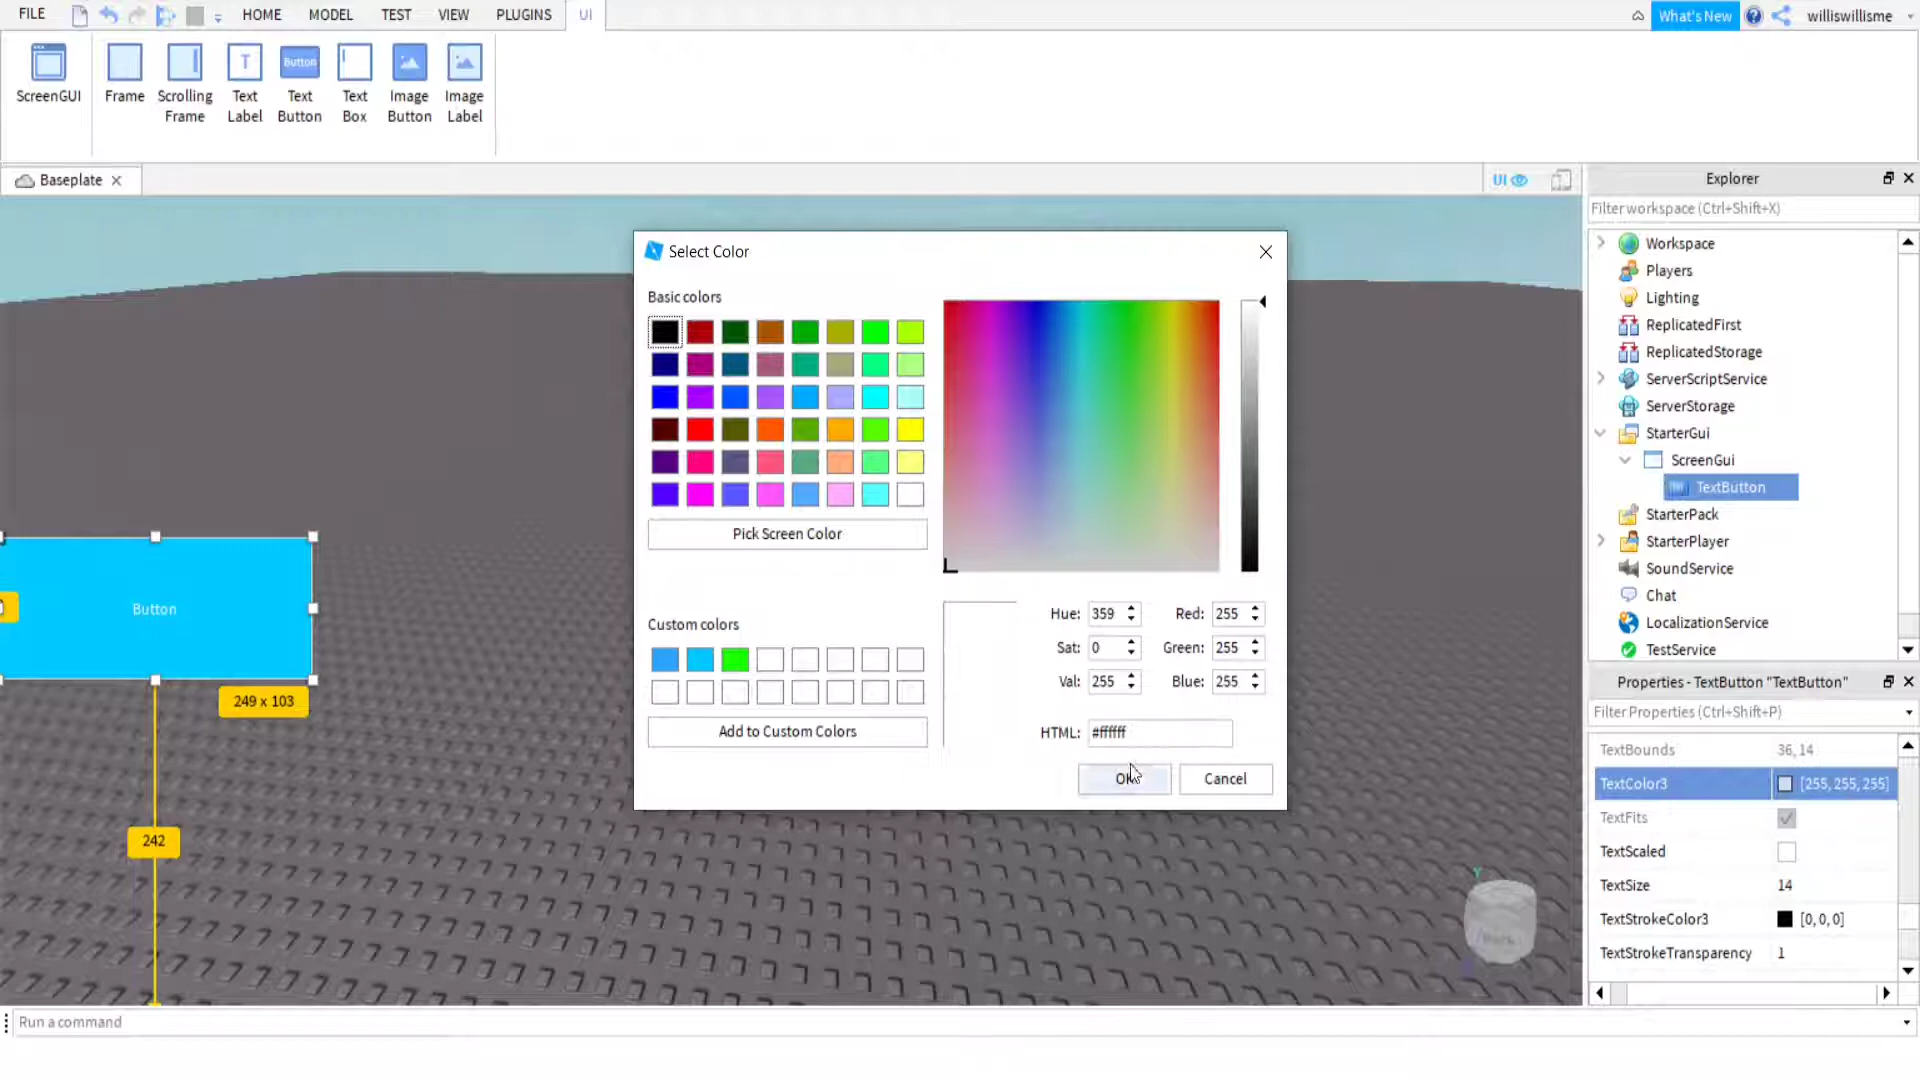 FILE
HOME
MODEL
TEST
VIEW
PLUGINS
UI
What's New
williswillisme
ScreenGUI
Frame
Scrolling
Frame
T
Text
Label
Button
Text
Button
Text
Box
Image
Button
Image
Label
Baseplate
UI
Explorer
Filter workspace (Ctrl+Shift+X)
Workspace
Players
Lighting
ReplicatedFirst
ReplicatedStorage
ServerScriptService
ServerStorage
StarterGui
ScreenGui
TextButton
StarterPack
StarterPlayer
SoundService
Chat
LocalizationService
TestService
Select Color
Basic colors
Pick Screen Color
Custom colors
Add to Custom Colors
Hue: 359
Red: 255
Sat: 0
Green: 255
Val: 255
Blue: 255
HTML: #ffffff
OK
Cancel
Button
249 x 103
242
Y
Properties - TextButton "TextButton"
Filter Properties (Ctrl+Shift+P)
TextBounds 36, 14
TextColor3 [255, 255, 255]
TextFits
TextScaled
TextSize 14
TextStrokeColor3 [0, 0, 0]
TextStrokeTransparency 1
Run a command